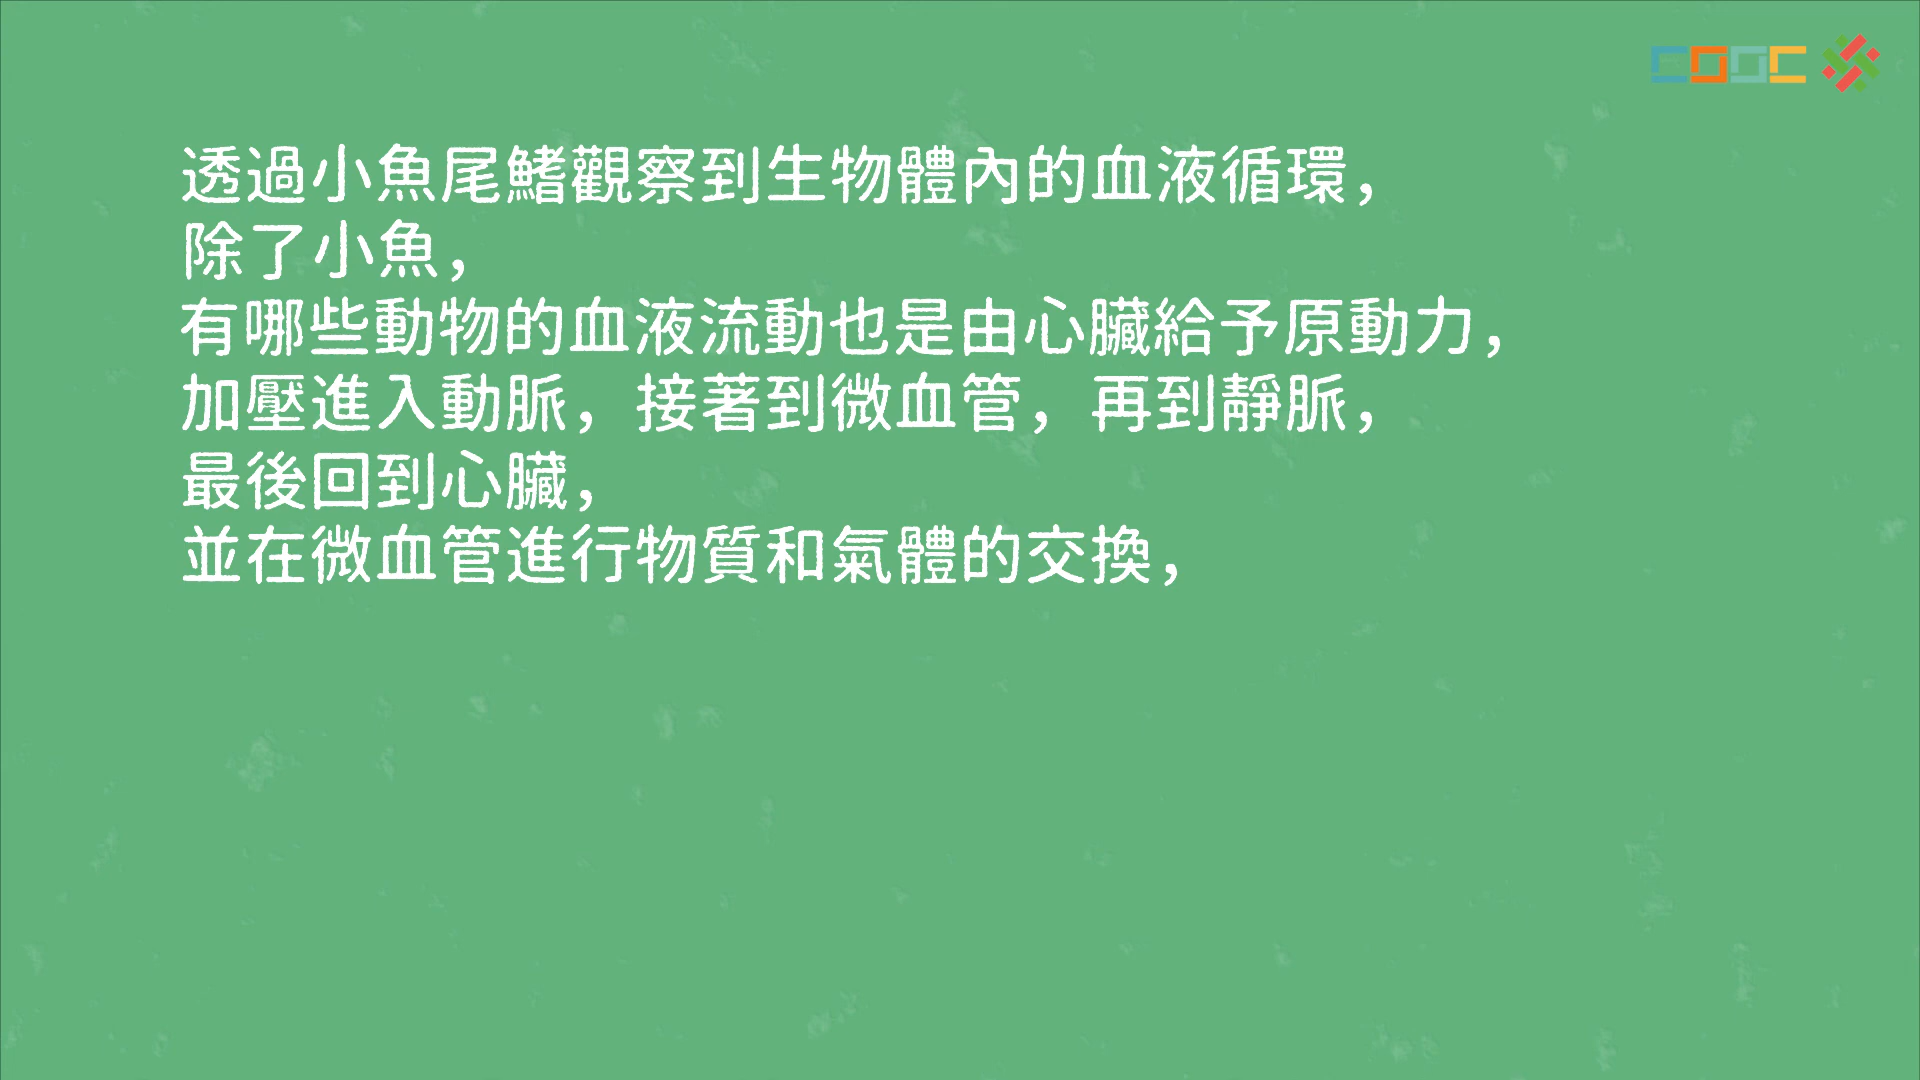 COOC
透過小魚尾鰭觀察到生物體內的血液循環，
除了小魚，
有哪些動物的血液流動也是由心臟給予原動力，
加壓進入動脈，接著到微血管，再到靜脈，
最後回到心臟，
並在微血管進行物質和氣體的交換，